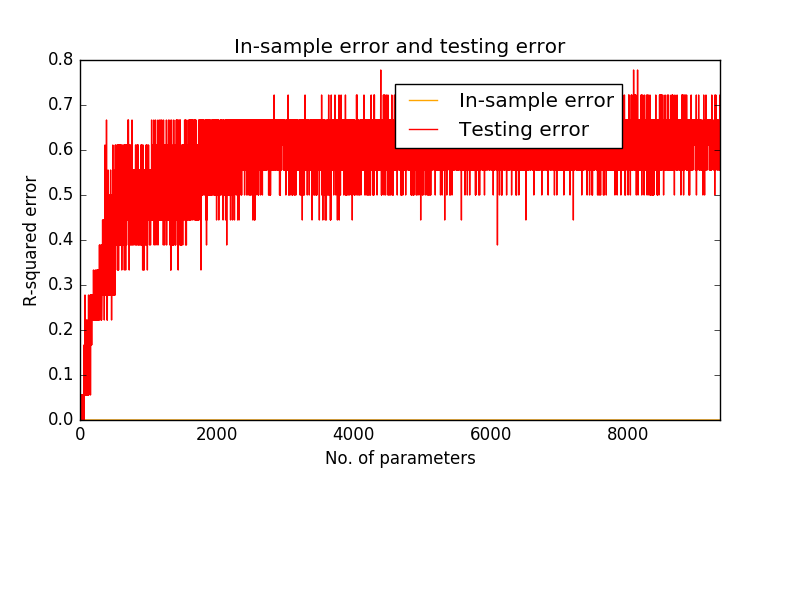 In-sample error and testing error
0.8
0.7
0.6
0.5
0.4
0.3
0.2
0.1
0.0
R-squared error
In-sample error
Testing error
0 2000 4000 6000 8000
No. of parameters